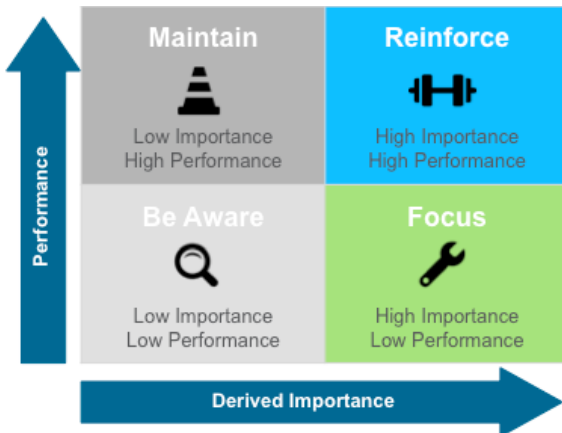 Performance
Maintain
Low Importance
High Performance
Reinforce
High Importance
High Performance
Be Aware
Low Importance
Low Performance
Focus
High Importance
Low Performance
Derived Importance